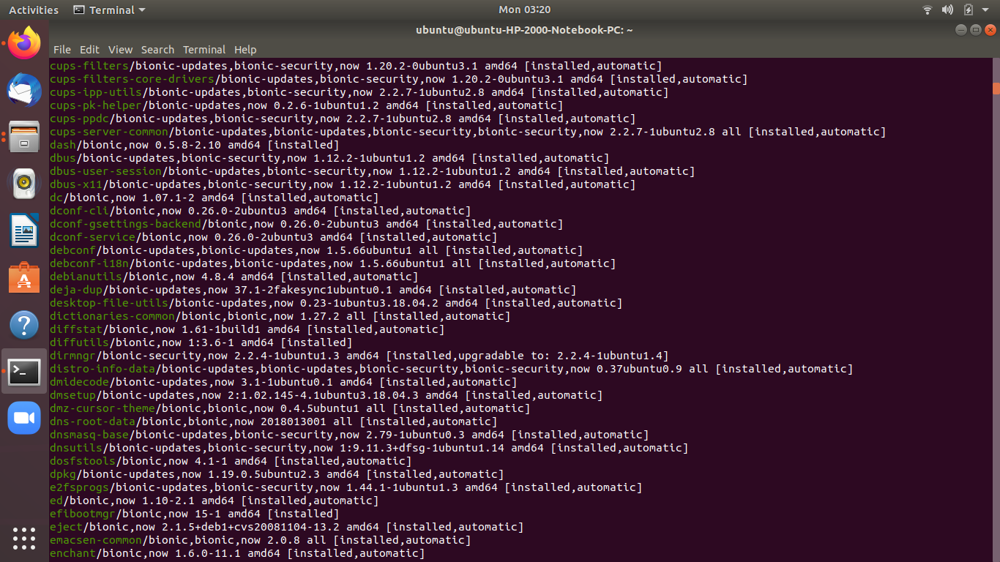 Activities Terminal Mon 03:20
ubuntu@ubuntu-HP-2000-Notebook-PC: ~
File Edit View Search Terminal Help
cups-filters/bionic-updates,bionic-security,now 1.20.2-0ubuntu3.1 amd64 [installed,automatic]
cups-filters-core-drivers/bionic-updates,bionic-security,now 1.20.2-0ubuntu3.1 amd64 [installed,automatic]
cups-ipp-utils/bionic-updates,bionic-security,now 2.2.7-1ubuntu2.8 amd64 [installed,automatic]
cups-pk-helper/bionic-updates,now 0.2.6-1ubuntu1.2 amd64 [installed,automatic]
cups-ppdc/bionic-updates,bionic-security,now 2.2.7-1ubuntu2.8 amd64 [installed,automatic]
cups-server-common/bionic-updates,bionic-updates,bionic-security,bionic-security,now 2.2.7-1ubuntu2.8 all [installed,automatic]
dash/bionic,now 0.5.8-2.10 amd64 [installed]
dbus/bionic-updates,bionic-security,now 1.12.2-1ubuntu1.2 amd64 [installed,automatic]
dbus-user-session/bionic-updates,bionic-security,now 1.12.2-1ubuntu1.2 amd64 [installed,automatic]
dbus-x11/bionic-updates,bionic-security,now 1.12.2-1ubuntu1.2 amd64 [installed,automatic]
dc/bionic,now 1.07.1-2 amd64 [installed,automatic]
dconf-cli/bionic,now 0.26.0-2ubuntu3 amd64 [installed,automatic]
dconf-gsettings-backend/bionic,now 0.26.0-2ubuntu3 amd64 [installed,automatic]
dconf-service/bionic,now 0.26.0-2ubuntu3 amd64 [installed,automatic]
debconf/bionic-updates,bionic-updates,now 1.5.66ubuntu1 all [installed,automatic]
debconf-i18n/bionic-updates,bionic-updates,now 1.5.66ubuntu1 all [installed,automatic]
debianutils/bionic,now 4.8.4 amd64 [installed,automatic]
deja-dup/bionic-updates,now 37.1-2fakesync1ubuntu0.1 amd64 [installed,automatic]
desktop-file-utils/bionic-updates,now 0.23-1ubuntu3.18.04.2 amd64 [installed,automatic]
dictionaries-common/bionic,bionic,now 1.27.2 all [installed,automatic]
diffstat/bionic,now 1.61-1build1 amd64 [installed,automatic]
diffutils/bionic,now 1:3.6-1 amd64 [installed]
dirmngr/bionic-security,now 2.2.4-1ubuntu1.3 amd64 [installed,upgradable to: 2.2.4-1ubuntu1.4]
distro-info-data/bionic-updates,bionic-updates,bionic-security,bionic-security,now 0.37ubuntu0.9 all [installed,automatic]
dmidecode/bionic-updates,now 3.1-1ubuntu0.1 amd64 [installed,automatic]
dmsetup/bionic-updates,now 2:1.02.145-4.1ubuntu3.18.04.3 amd64 [installed,automatic]
dmz-cursor-theme/bionic,bionic,now 0.4.5ubuntu1 all [installed,automatic]
dns-root-data/bionic,bionic,now 2018013001 all [installed,automatic]
dnsmasq-base/bionic-updates,bionic-security,now 2.79-1ubuntu0.3 amd64 [installed,automatic]
dnsutils/bionic-updates,bionic-security,now 1:9.11.3+dfsg-1ubuntu1.14 amd64 [installed,automatic]
dosfstools/bionic,now 4.1-1 amd64 [installed,automatic]
dpkg/bionic-updates,now 1.19.0.5ubuntu2.3 amd64 [installed,automatic]
e2fsprogs/bionic-updates,bionic-security,now 1.44.1-1ubuntu1.3 amd64 [installed,automatic]
ed/bionic,now 1.10-2.1 amd64 [installed,automatic]
efibootmgr/bionic,now 15-1 amd64 [installed]
eject/bionic,now 2.1.5+deb1+cvs20081104-13.2 amd64 [installed,automatic]
emacsen-common/bionic,bionic,now 2.0.8 all [installed,automatic]
enchant/bionic,now 1.6.0-11.1 amd64 [installed,automatic]